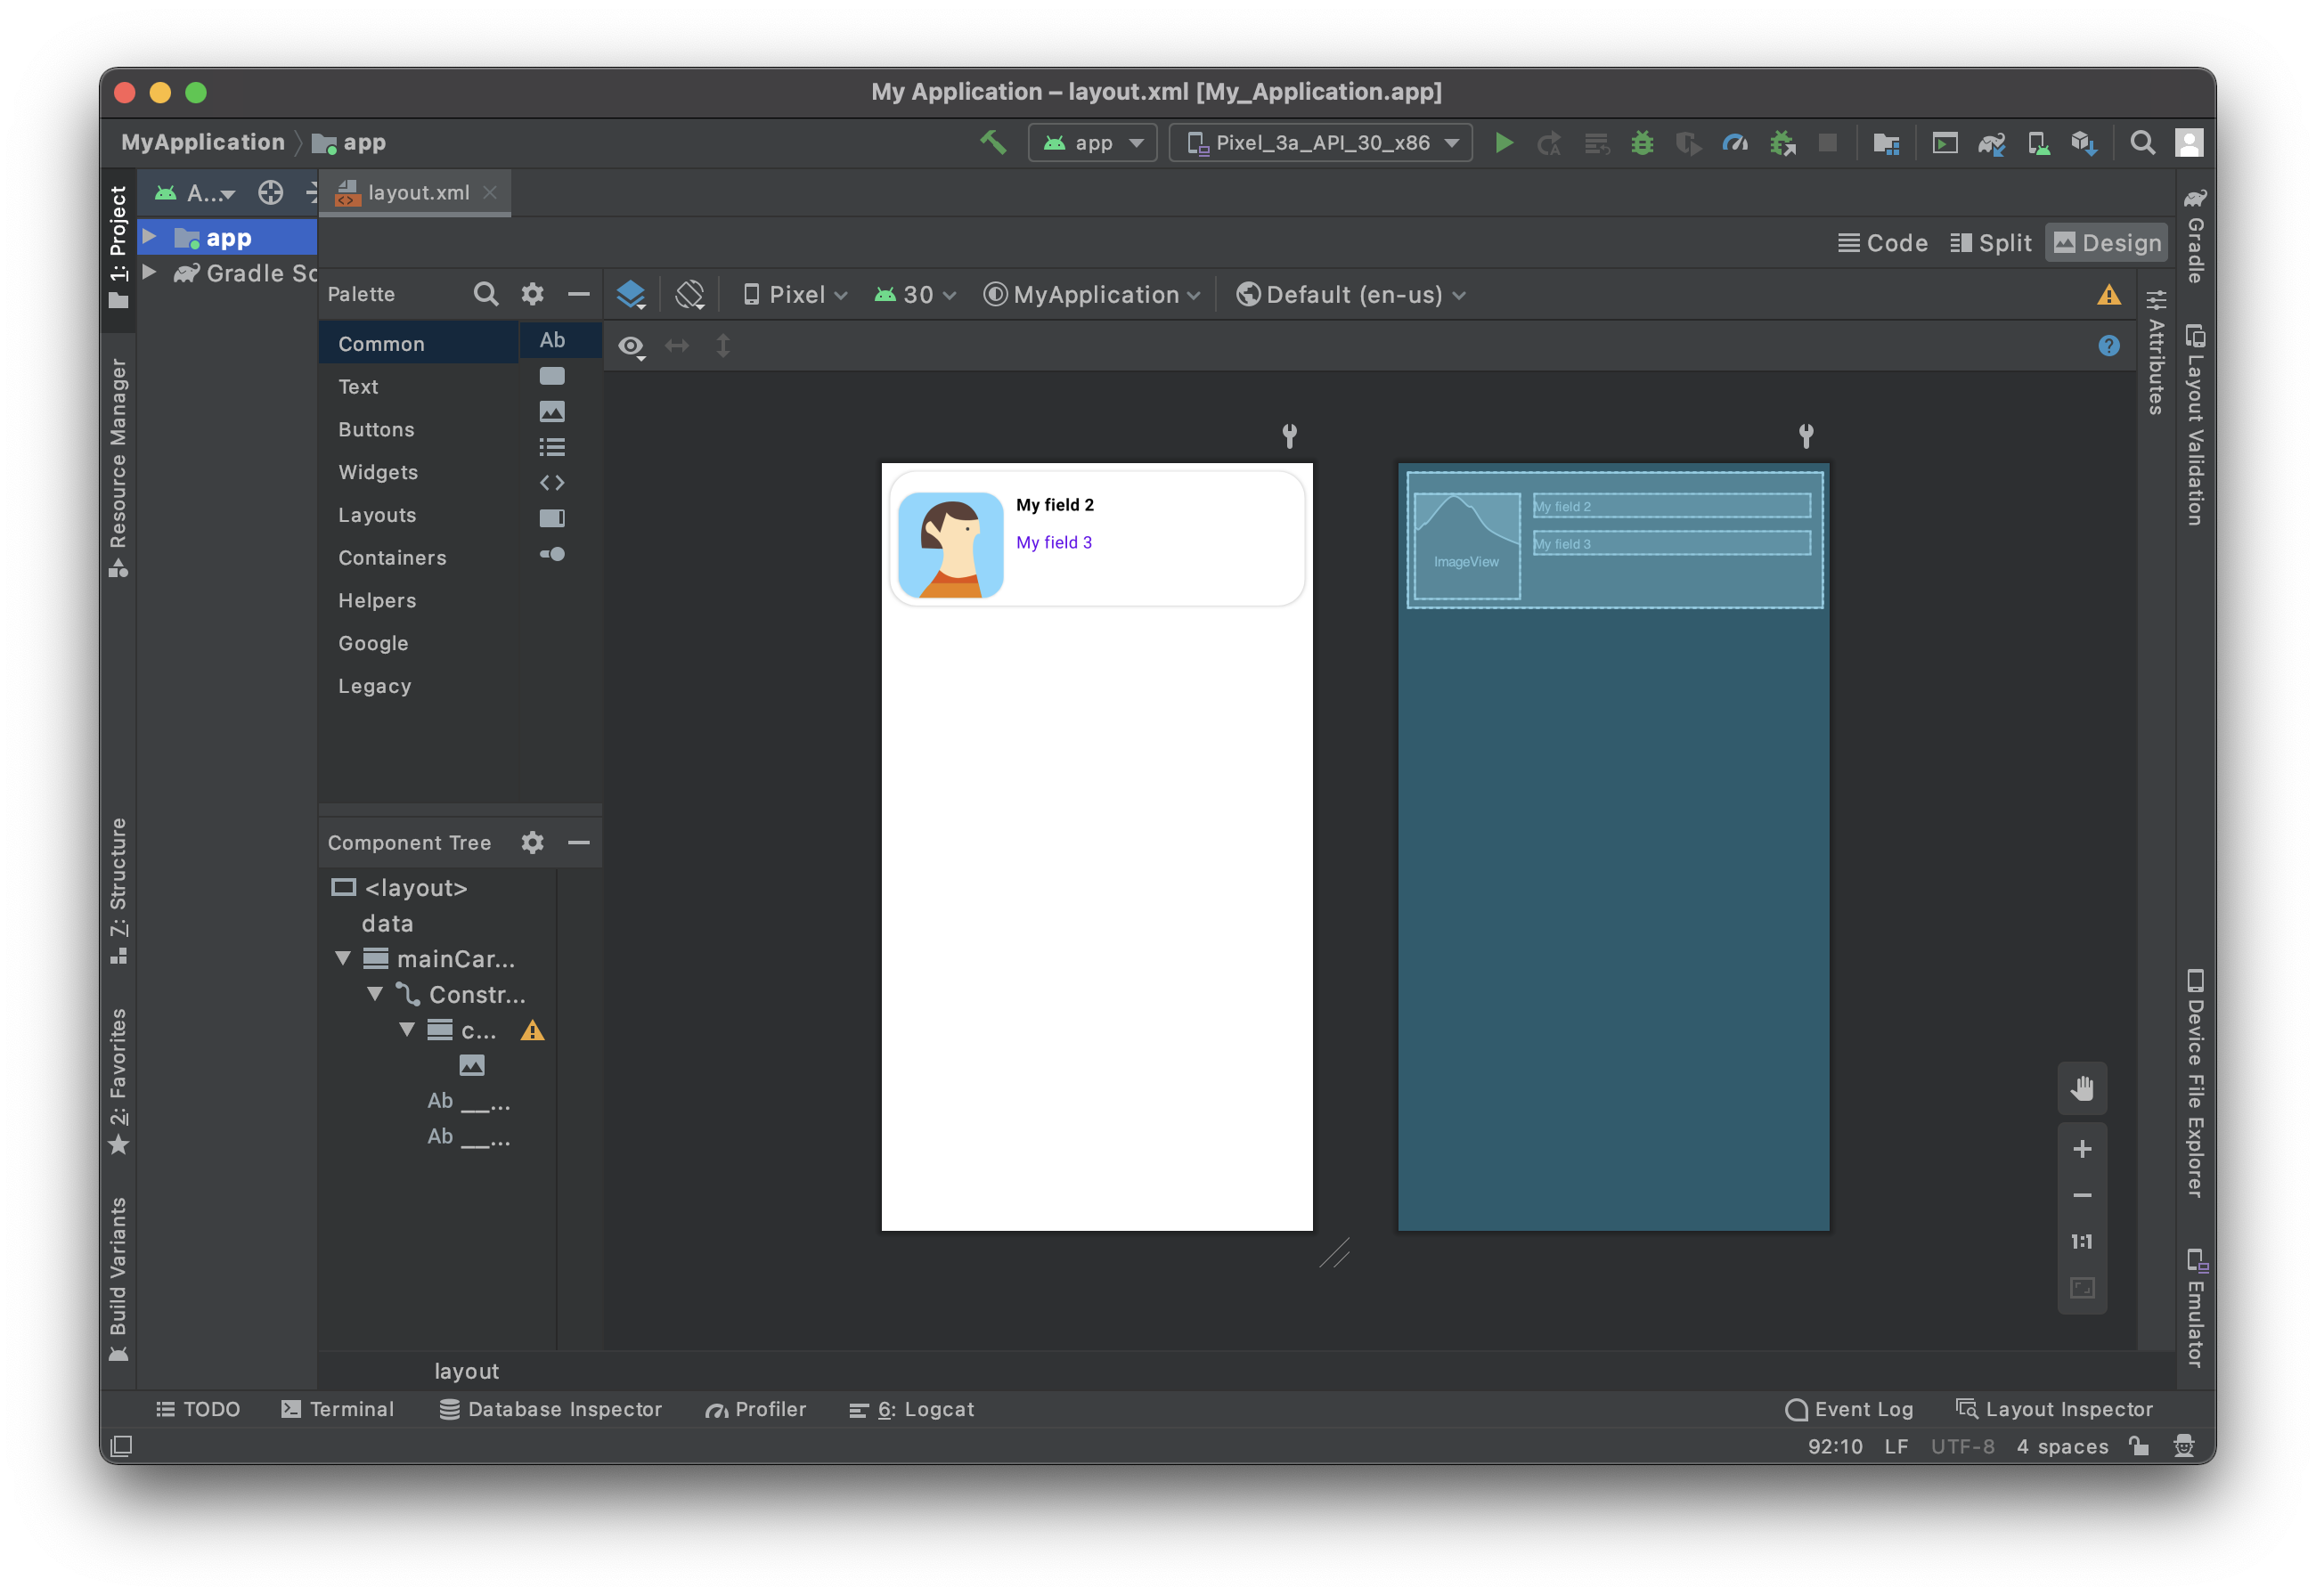 My Application – layout.xml [My_Application.app]
MyApplication
app
app
Pixel_3a_API_30_x86
1: Project
Resource Manager
7: Structure
2: Favorites
Build Variants
A...
layout.xml
app
Gradle Sc
Code
Split
Design
Palette
Pixel
30
MyApplication
Default (en-us)
Common
Text
Buttons
Widgets
Layouts
Containers
Helpers
Google
Legacy
Ab
My field 2
My field 3
ImageView
My field 2
My field 3
Component Tree
<layout>
data
mainCar...
Constr...
c...
Ab __...
Ab __...
1:1
layout
Attributes
Gradle
Layout Validation
Device File Explorer
Emulator
TODO
Terminal
Database Inspector
Profiler
6: Logcat
Event Log
Layout Inspector
92:10
LF
UTF-8
4 spaces